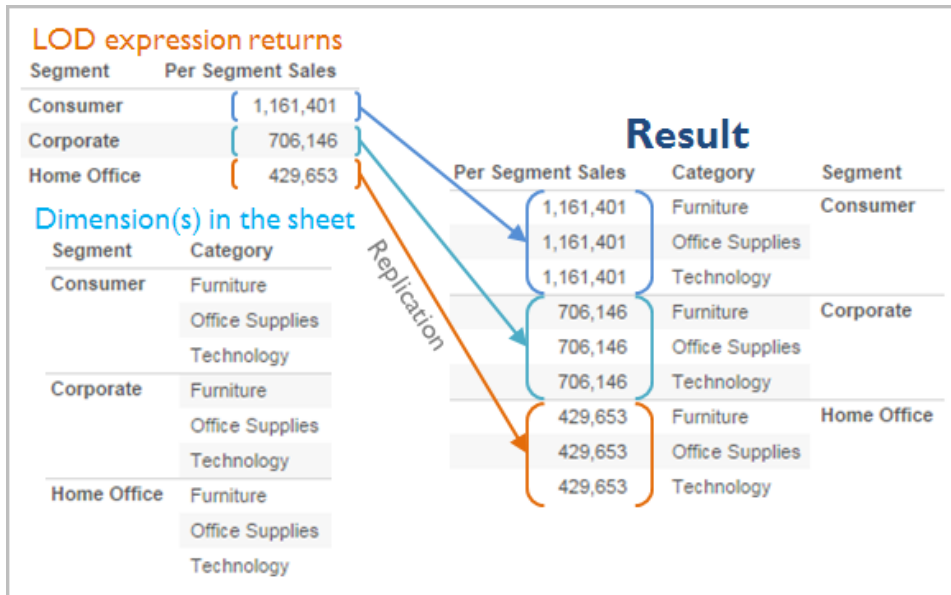 LOD expression returns
Segment Per Segment Sales
Consumer 1,161,401
Corporate 706,146
Home Office 429,653
Dimension(s) in the sheet
Segment Category
Consumer Furniture
Office Supplies
Technology
Corporate Furniture
Office Supplies
Technology
Home Office Furniture
Office Supplies
Technology
Replication
Result
Per Segment Sales Category Segment
1,161,401 Furniture Consumer
1,161,401 Office Supplies
1,161,401 Technology
706,146 Furniture Corporate
706,146 Office Supplies
706,146 Technology
429,653 Furniture Home Office
429,653 Office Supplies
429,653 Technology